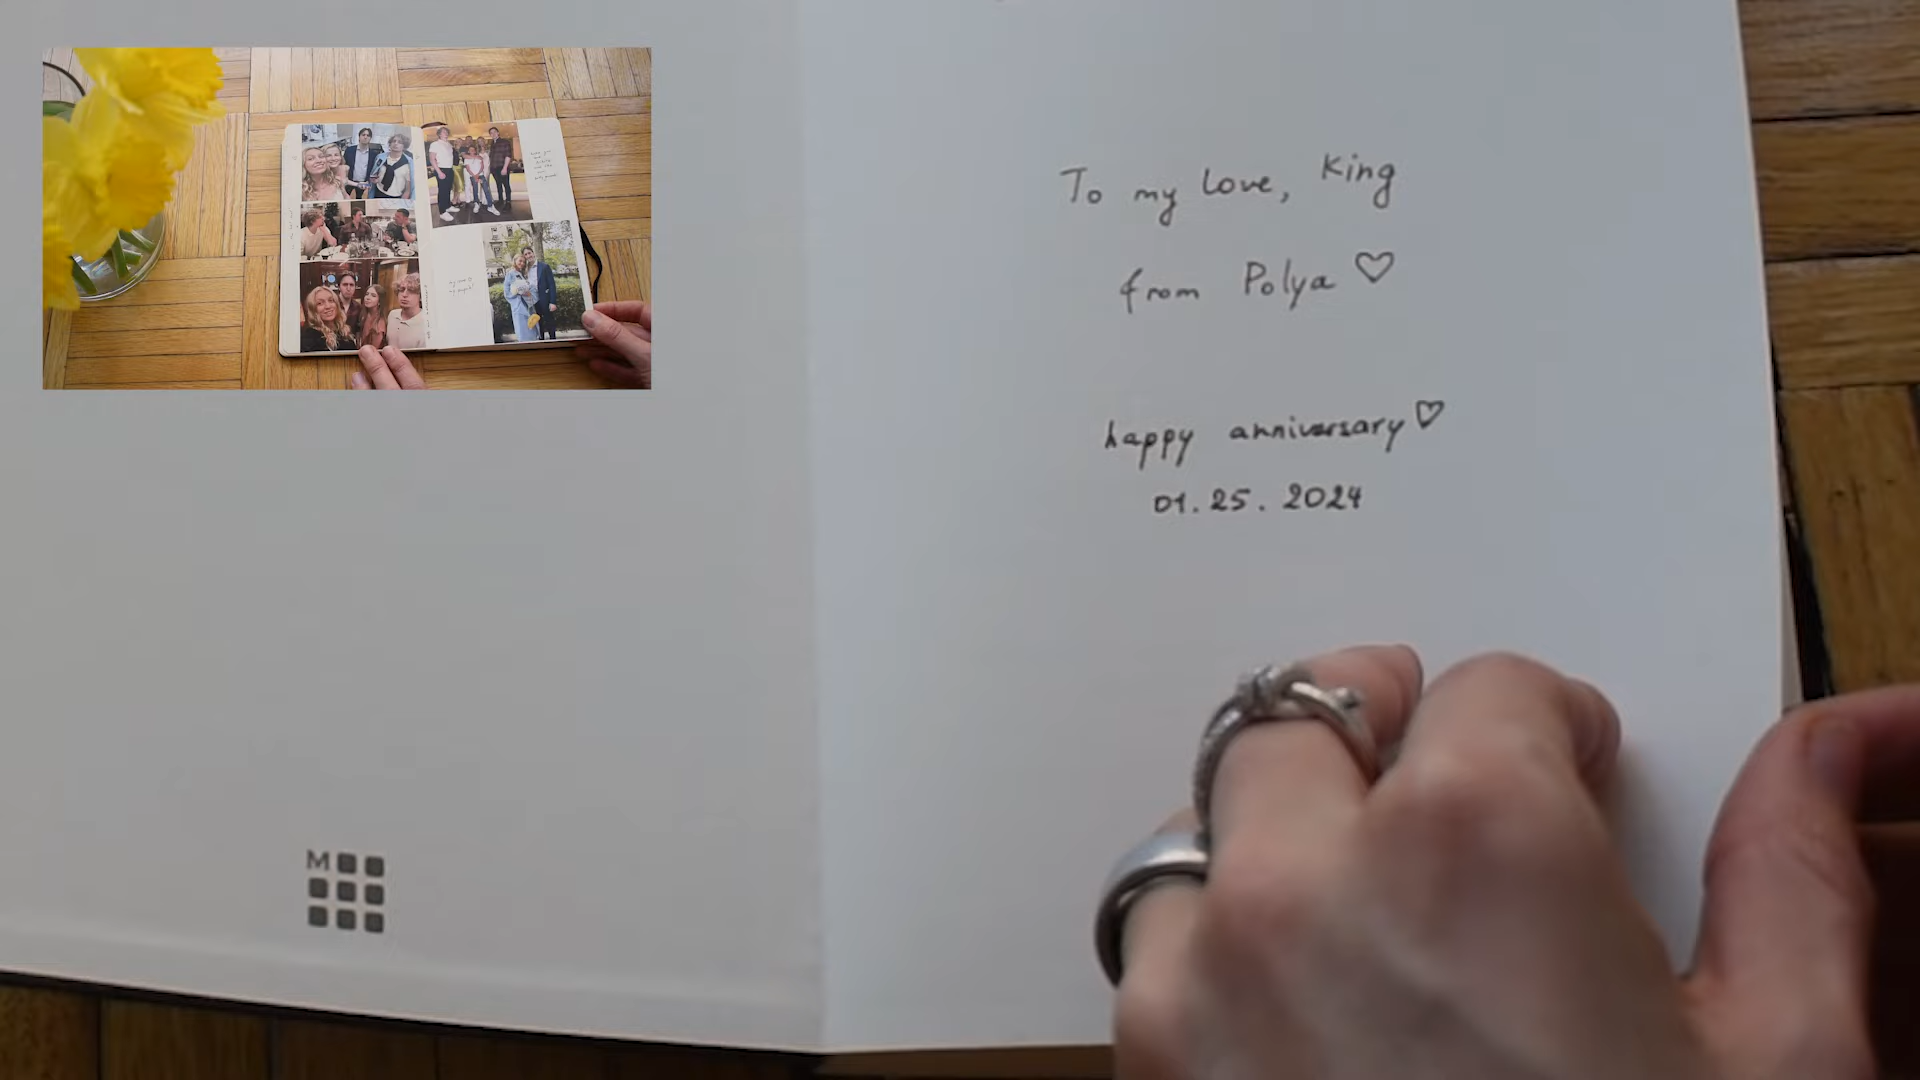 To my love, King
from Polya ♡
happy anniversary ♡
01.25.2024
M